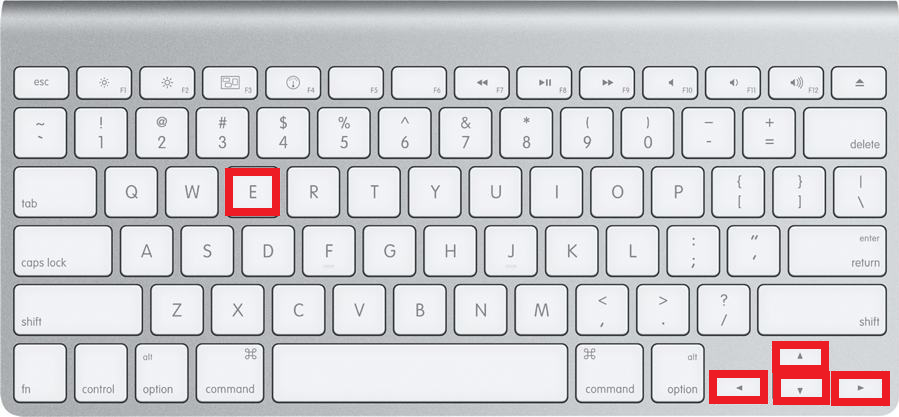 esc F1 F2 F3 F4 F5 F6 F7 F8 F9 F10 F11 F12
~ ! @ # $ % ^ & * ( ) – +
` 1 2 3 4 5 6 7 8 9 0 - = delete
tab Q W E R T Y U I O P { [ } ] | \
caps lock A S D F G H J K L : ; “ ‘ enter return
shift Z X C V B N M < , > . ? / shift
fn control alt option ⌘ command ⌘ command alt option